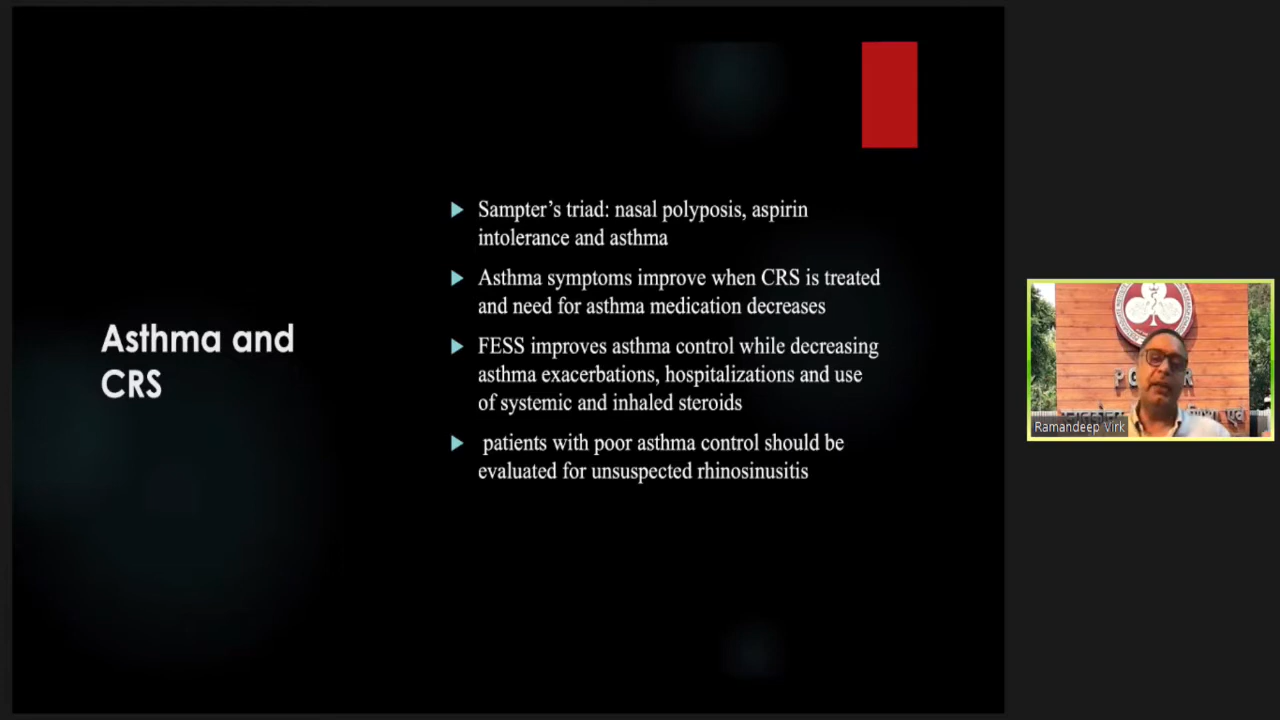 Asthma and
CRS
Sampter’s triad: nasal polyposis, aspirin
intolerance and asthma
Asthma symptoms improve when CRS is treated
and need for asthma medication decreases
FESS improves asthma control while decreasing
asthma exacerbations, hospitalizations and use
of systemic and inhaled steroids
patients with poor asthma control should be
evaluated for unsuspected rhinosinusitis
Ramandeep Virk